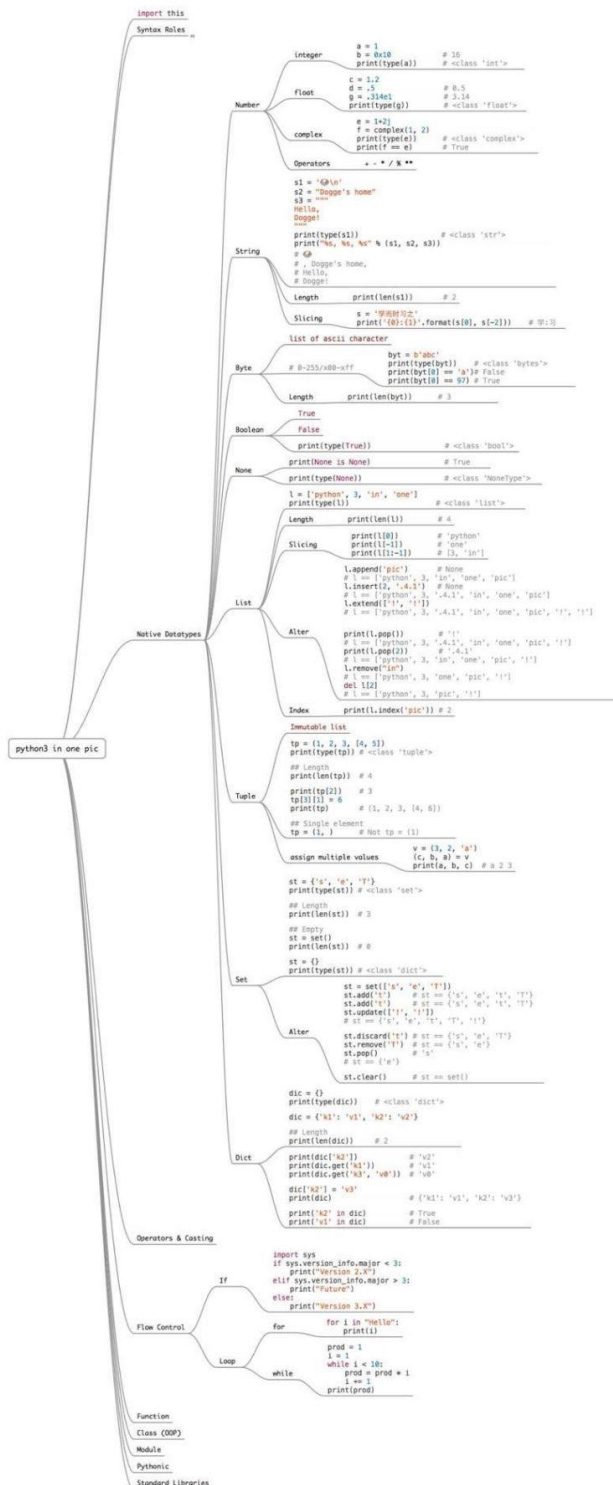 import this
Syntax Roles
python3 in one pic
Native Datatypes
Number
integer
a = 1
b = 0x10 # 16
print(type(a)) # <class 'int'>
float
c = 1.2
d = .5 # 0.5
g = .314e1 # 3.14
print(type(g)) # <class 'float'>
complex
e = 1+2j
f = complex(1, 2)
print(type(e)) # <class 'complex'>
print(f == e) # True
Operators
+ - * / % **
String
s1 = '🐶\n'
s2 = "Dogge's home"
s3 = """
Hello,
Dogge!
"""
print(type(s1)) # <class 'str'>
print("%s, %s, %s" % (s1, s2, s3))
# 🐶
# , Dogge's home,
# Hello,
# Dogge!
Length
print(len(s1)) # 2
Slicing
s = '学而时习之'
print('{0}:{1}'.format(s[0], s[-2])) # 学:习
Byte
list of ascii character
# 0-255/x00-xff
byt = b'abc'
print(type(byt)) # <class 'bytes'>
print(byt[0] == 'a')# False
print(byt[0] == 97) # True
Length
print(len(byt)) # 3
Boolean
True
False
print(type(True)) # <class 'bool'>
None
print(None is None) # True
print(type(None)) # <class 'NoneType'>
List
l = ['python', 3, 'in', 'one']
print(type(l)) # <class 'list'>
Length
print(len(l)) # 4
Slicing
print(l[0]) # 'python'
print(l[-1]) # 'one'
print(l[1:-1]) # [3, 'in']
Alter
l.append('pic') # None
# l == ['python', 3, 'in', 'one', 'pic']
l.insert(2, '.4.1') # None
# l == ['python', 3, '.4.1', 'in', 'one', 'pic']
l.extend(['!', '!'])
# l == ['python', 3, '.4.1', 'in', 'one', 'pic', '!', '!']
print(l.pop()) # '!'
# l == ['python', 3, '.4.1', 'in', 'one', 'pic', '!']
print(l.pop(2)) # '.4.1'
# l == ['python', 3, 'in', 'one', 'pic', '!']
l.remove("in")
# l == ['python', 3, 'one', 'pic', '!']
del l[2]
# l == ['python', 3, 'pic', '!']
Index
print(l.index('pic')) # 2
Tuple
Immutable list
tp = (1, 2, 3, [4, 5])
print(type(tp)) # <class 'tuple'>
## Length
print(len(tp)) # 4
print(tp[2]) # 3
tp[3][1] = 6
print(tp) # (1, 2, 3, [4, 6])
## Single element
tp = (1, ) # Not tp = (1)
assign multiple values
v = (3, 2, 'a')
(c, b, a) = v
print(a, b, c) # a 2 3
Set
st = {'s', 'e', 'T'}
print(type(st)) # <class 'set'>
## Length
print(len(st)) # 3
## Empty
st = set()
print(len(st)) # 0
st = {}
print(type(st)) # <class 'dict'>
Alter
st = set(['s', 'e', 'T'])
st.add('t') # st == {'s', 'e', 't', 'T'}
st.add('t') # st == {'s', 'e', 't', 'T'}
st.update(['!', '!'])
# st == {'s', 'e', 't', 'T', '!'}
st.discard('t') # st == {'s', 'e', 'T'}
st.remove('T') # st == {'s', 'e'}
st.pop() # 's'
# st == {'e'}
st.clear() # st == set()
Dict
dic = {}
print(type(dic)) # <class 'dict'>
dic = {'k1': 'v1', 'k2': 'v2'}
## Length
print(len(dic)) # 2
print(dic['k2']) # 'v2'
print(dic.get('k1')) # 'v1'
print(dic.get('k3', 'v0')) # 'v0'
dic['k2'] = 'v3'
print(dic) # {'k1': 'v1', 'k2': 'v3'}
print('k2' in dic) # True
print('v1' in dic) # False
Operators & Casting
Flow Control
If
import sys
if sys.version_info.major < 3:
print("Version 2.X")
elif sys.version_info.major > 3:
print("Future")
else:
print("Version 3.X")
Loop
for
for i in "Hello":
print(i)
while
prod = 1
i = 1
while i < 10:
prod = prod * i
i += 1
print(prod)
Function
Class (OOP)
Module
Pythonic
Standard Libraries